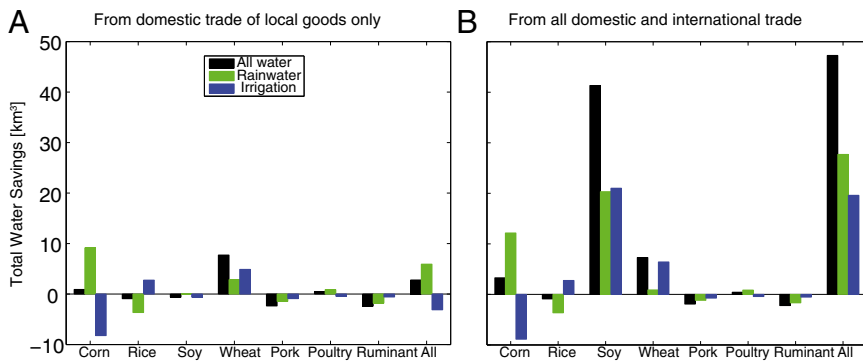 A From domestic trade of local goods only
B From all domestic and international trade
Total Water Savings [km³]
50
40
30
20
10
0
−10
All water
Rainwater
Irrigation
Corn Rice Soy Wheat Pork Poultry Ruminant All
Corn Rice Soy Wheat Pork Poultry Ruminant All